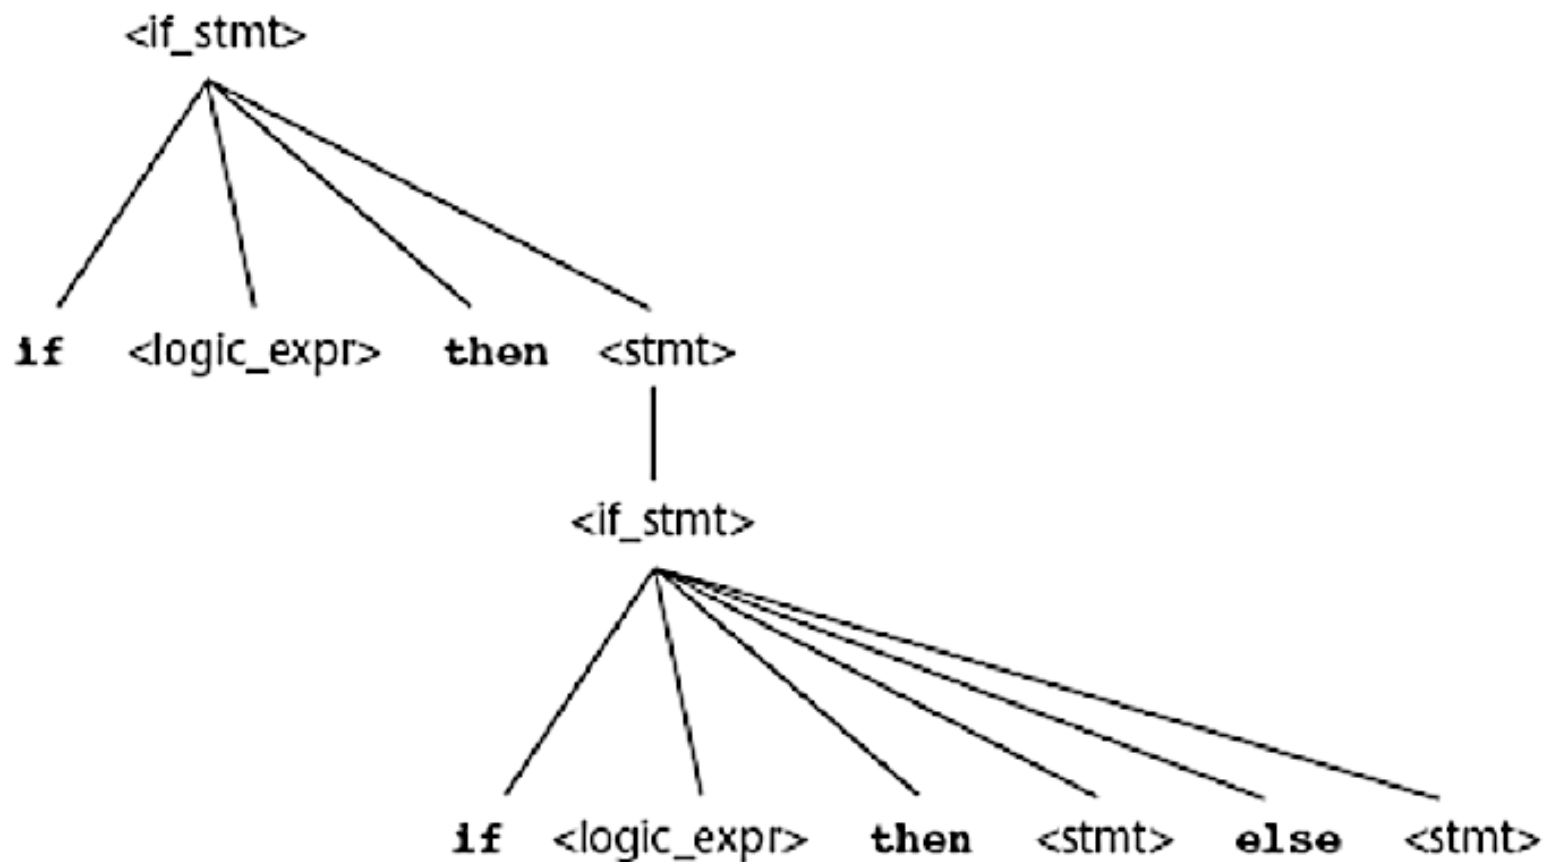 <if_stmt>
if <logic_expr> then <stmt>
<if_stmt>
if <logic_expr> then <stmt> else <stmt>